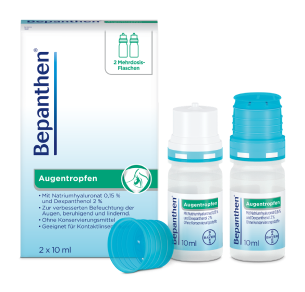 2 Mehrdosis-
Flaschen
Bepanthen®
Augentropfen
• Mit Natriumhyaluronat 0,15 %
und Dexpanthenol 2 %
• Zur verbesserten Befeuchtung der
Augen, beruhigend und lindernd.
• Ohne Konservierungsmittel
• Geeignet für Kontaktlinsen
2 x 10 ml
Bepanthen
Augentropfen
10ml
Bepanthen
Augentropfen
10ml